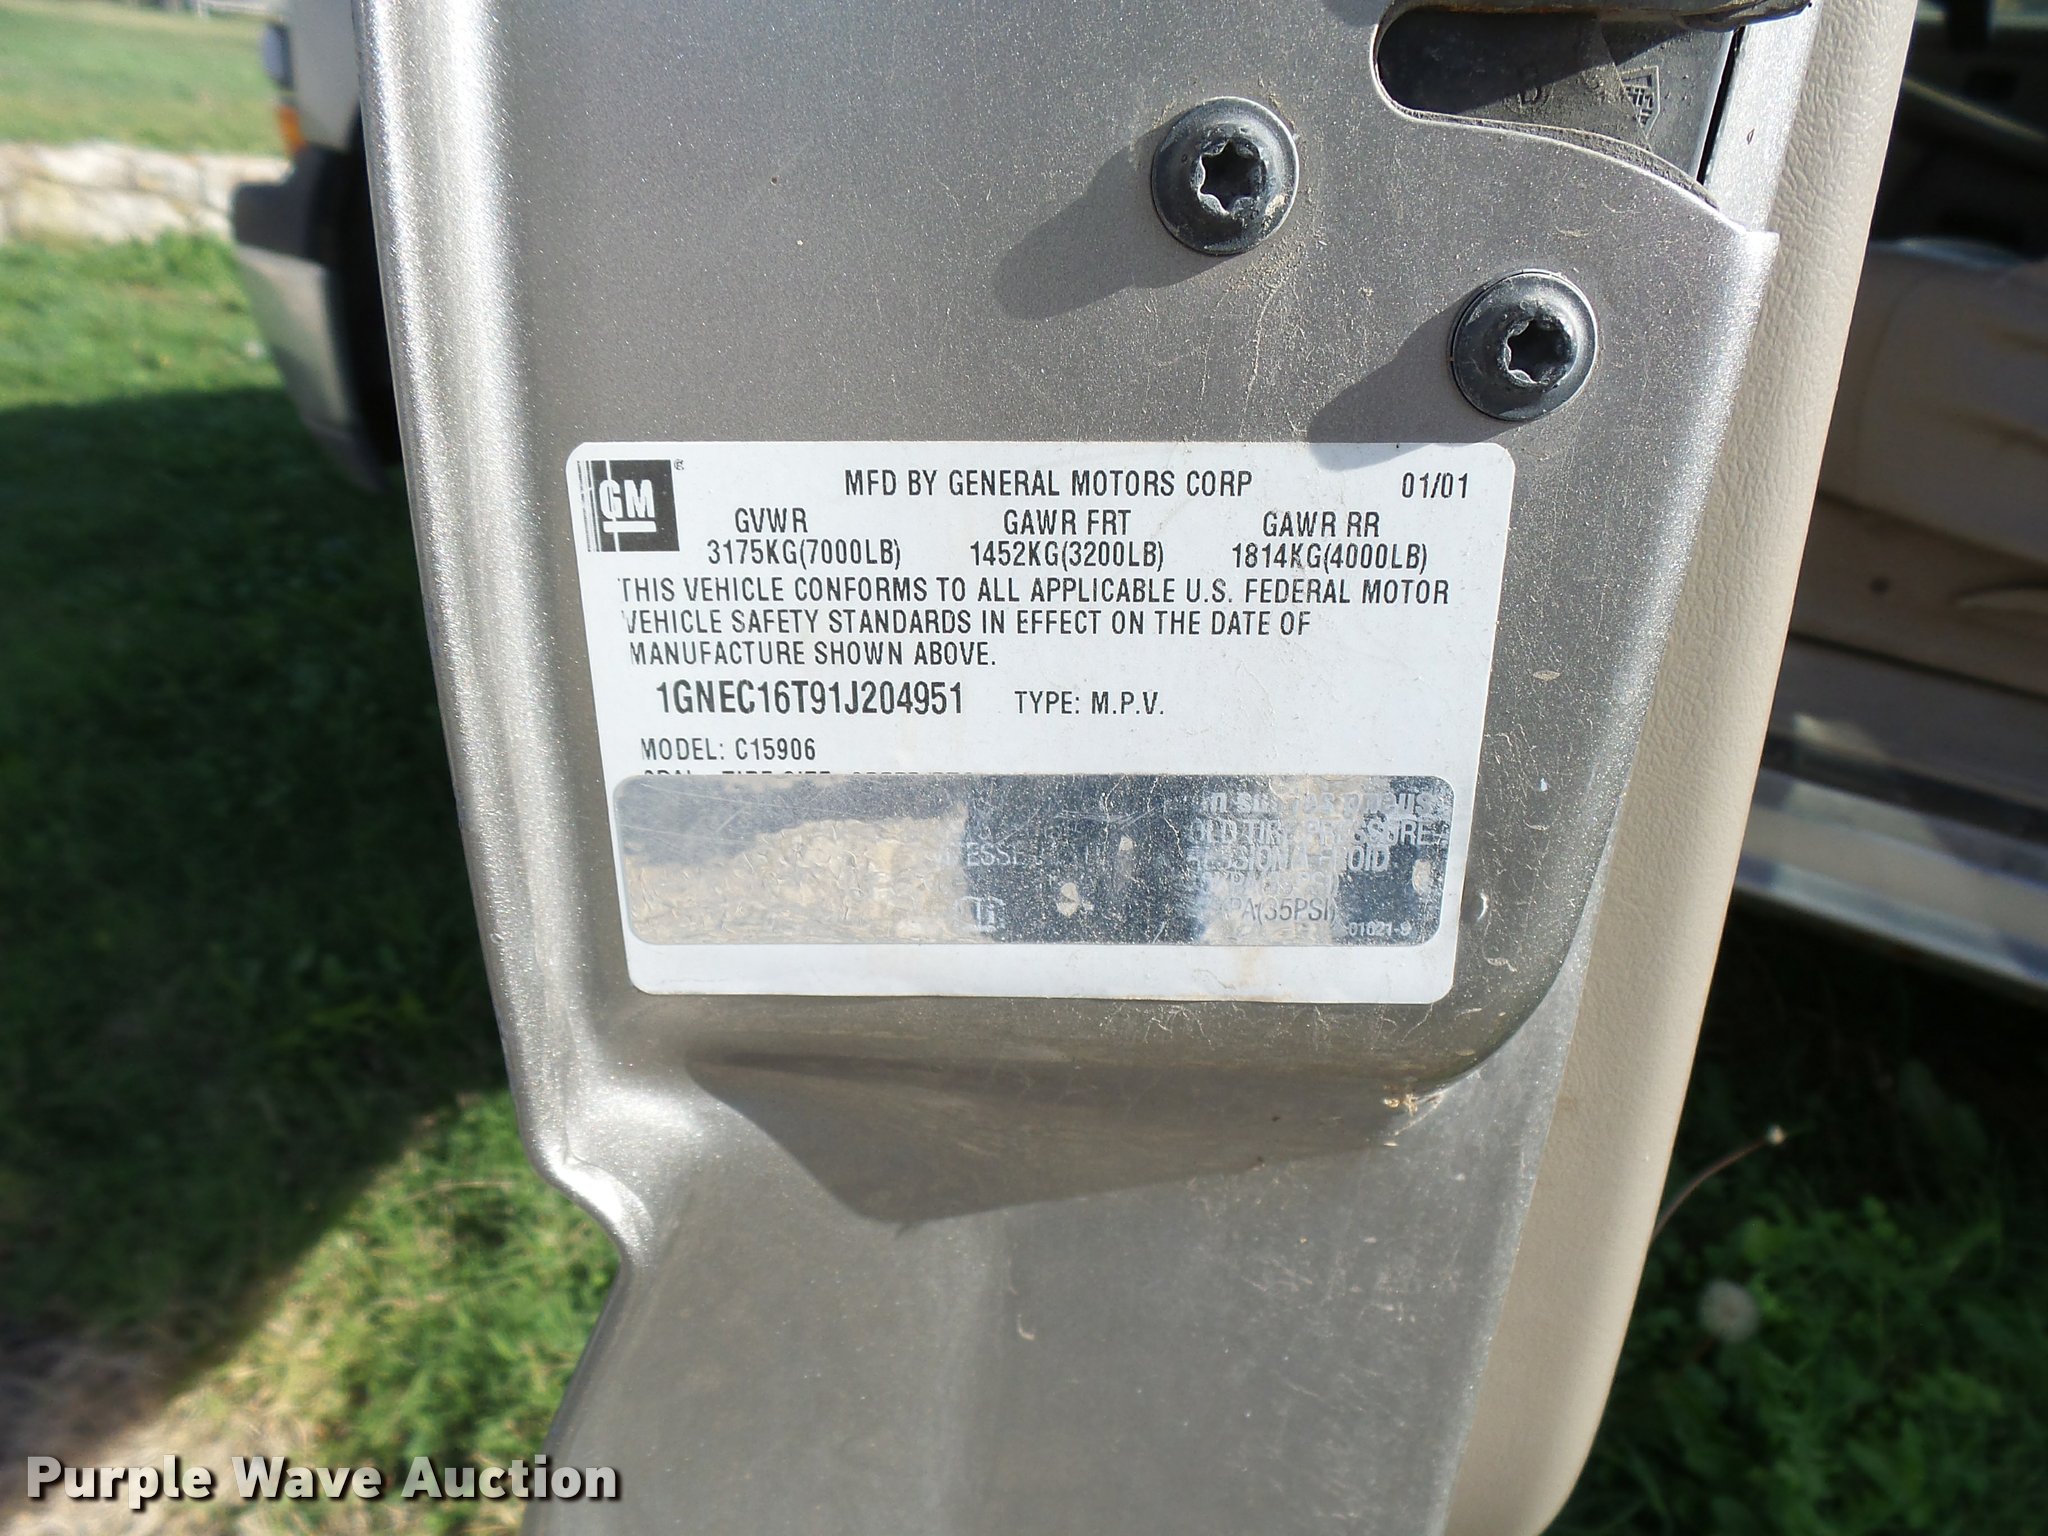 GM
MFD BY GENERAL MOTORS CORP 01/01
GVWR GAWR FRT GAWR RR
3175KG(7000LB) 1452KG(3200LB) 1814KG(4000LB)
THIS VEHICLE CONFORMS TO ALL APPLICABLE U.S. FEDERAL MOTOR
VEHICLE SAFETY STANDARDS IN EFFECT ON THE DATE OF
MANUFACTURE SHOWN ABOVE.
1GNEC16T91J204951 TYPE: M.P.V.
MODEL: C15906
PRESSURE
(35PSI)
Purple Wave Auction